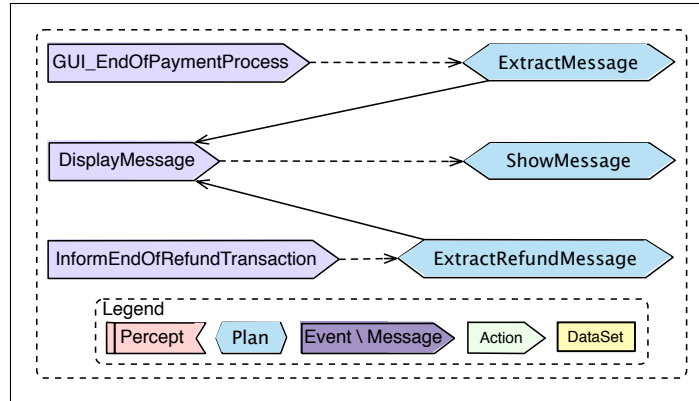 GUI_EndOfPaymentProcess ExtractMessage
DisplayMessage ShowMessage
InformEndOfRefundTransaction ExtractRefundMessage
Legend
Percept Plan Event \ Message Action DataSet